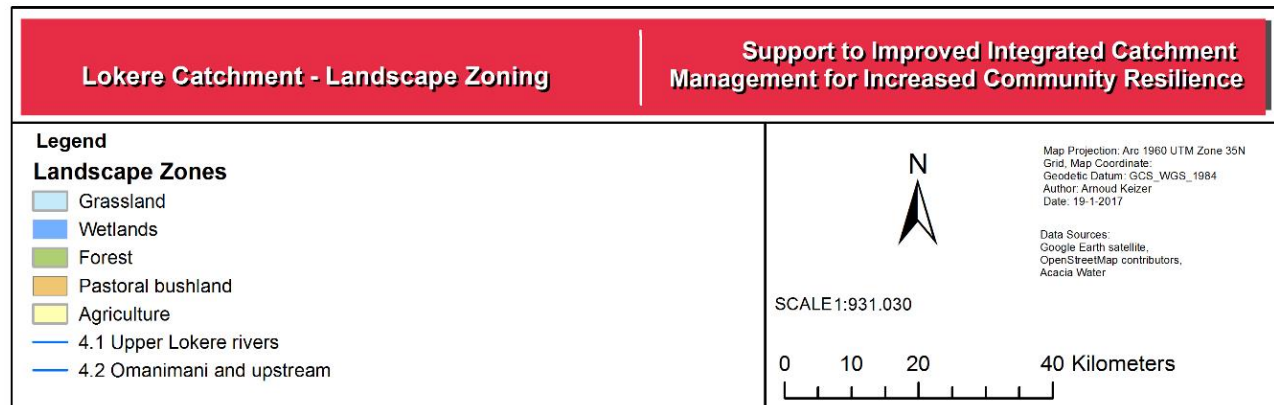 Lokere Catchment - Landscape Zoning
Support to Improved Integrated Catchment
Management for Increased Community Resilience
Legend
Landscape Zones
Grassland
Wetlands
Forest
Pastoral bushland
Agriculture
4.1 Upper Lokere rivers
4.2 Omanimani and upstream
N
Map Projection: Arc 1960 UTM Zone 35N
Grid, Map Coordinate:
Geodetic Datum: GCS_WGS_1984
Author: Arnoud Keizer
Date: 19-1-2017
Data Sources:
Google Earth satellite,
OpenStreetMap contributors,
Acacia Water
SCALE1:931.030
0 10 20 40 Kilometers